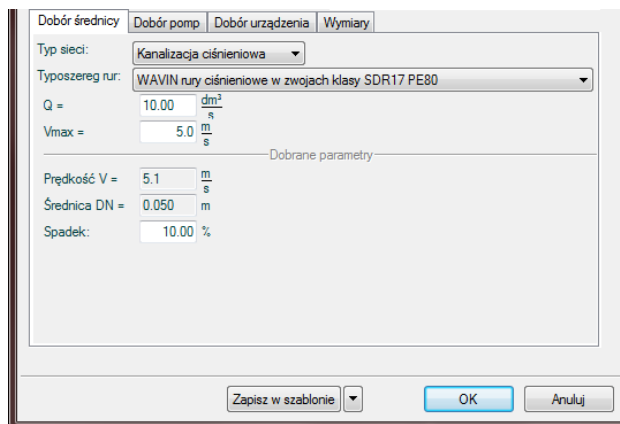 Dobór średnicy Dobór pomp Dobór urządzenia Wymiary
Typ sieci: Kanalizacja ciśnieniowa
Typoszereg rur: WAVIN rury ciśnieniowe w zwojach klasy SDR17 PE80
Q = 10.00 dm³/s
Vmax = 5.0 m/s
Dobrane parametry
Prędkość V = 5.1 m/s
Średnica DN = 0.050 m
Spadek: 10.00 %
Zapisz w szablonie OK Anuluj